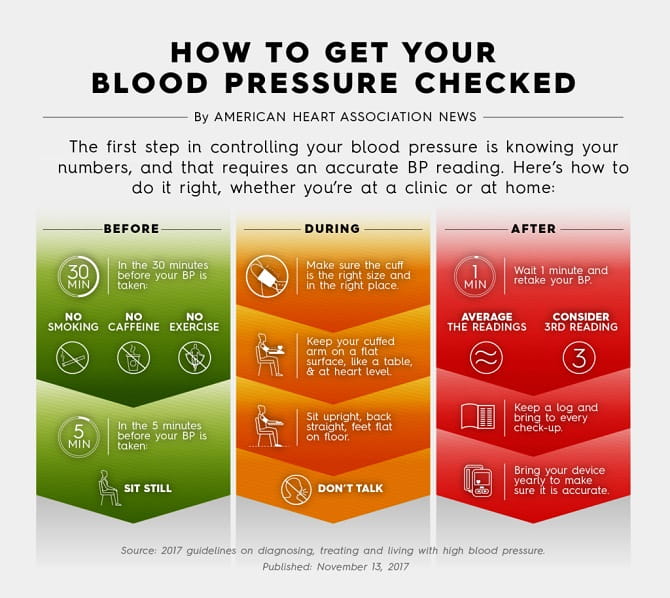 HOW TO GET YOUR
BLOOD PRESSURE CHECKED
By AMERICAN HEART ASSOCIATION NEWS
The first step in controlling your blood pressure is knowing your
numbers, and that requires an accurate BP reading. Here's how to
do it right, whether you're at a clinic or at home:
BEFORE
30
MIN
In the 30 minutes
before your BP is
taken:
NO
SMOKING
NO
CAFFEINE
NO
EXERCISE
5
MIN
In the 5 minutes
before your BP is
taken:
SIT STILL
DURING
Make sure the cuff
is the right size and
in the right place.
Keep your cuffed
arm on a flat
surface, like a table,
& at heart level.
Sit upright, back
straight, feet flat
on floor.
DON'T TALK
AFTER
1
MIN
Wait 1 minute and
retake your BP.
AVERAGE
THE READINGS
CONSIDER
3RD READING
3
Keep a log and
bring to every
check-up.
Bring your device
yearly to make
sure it is accurate.
Source: 2017 guidelines on diagnosing, treating and living with high blood pressure.
Published: November 13, 2017